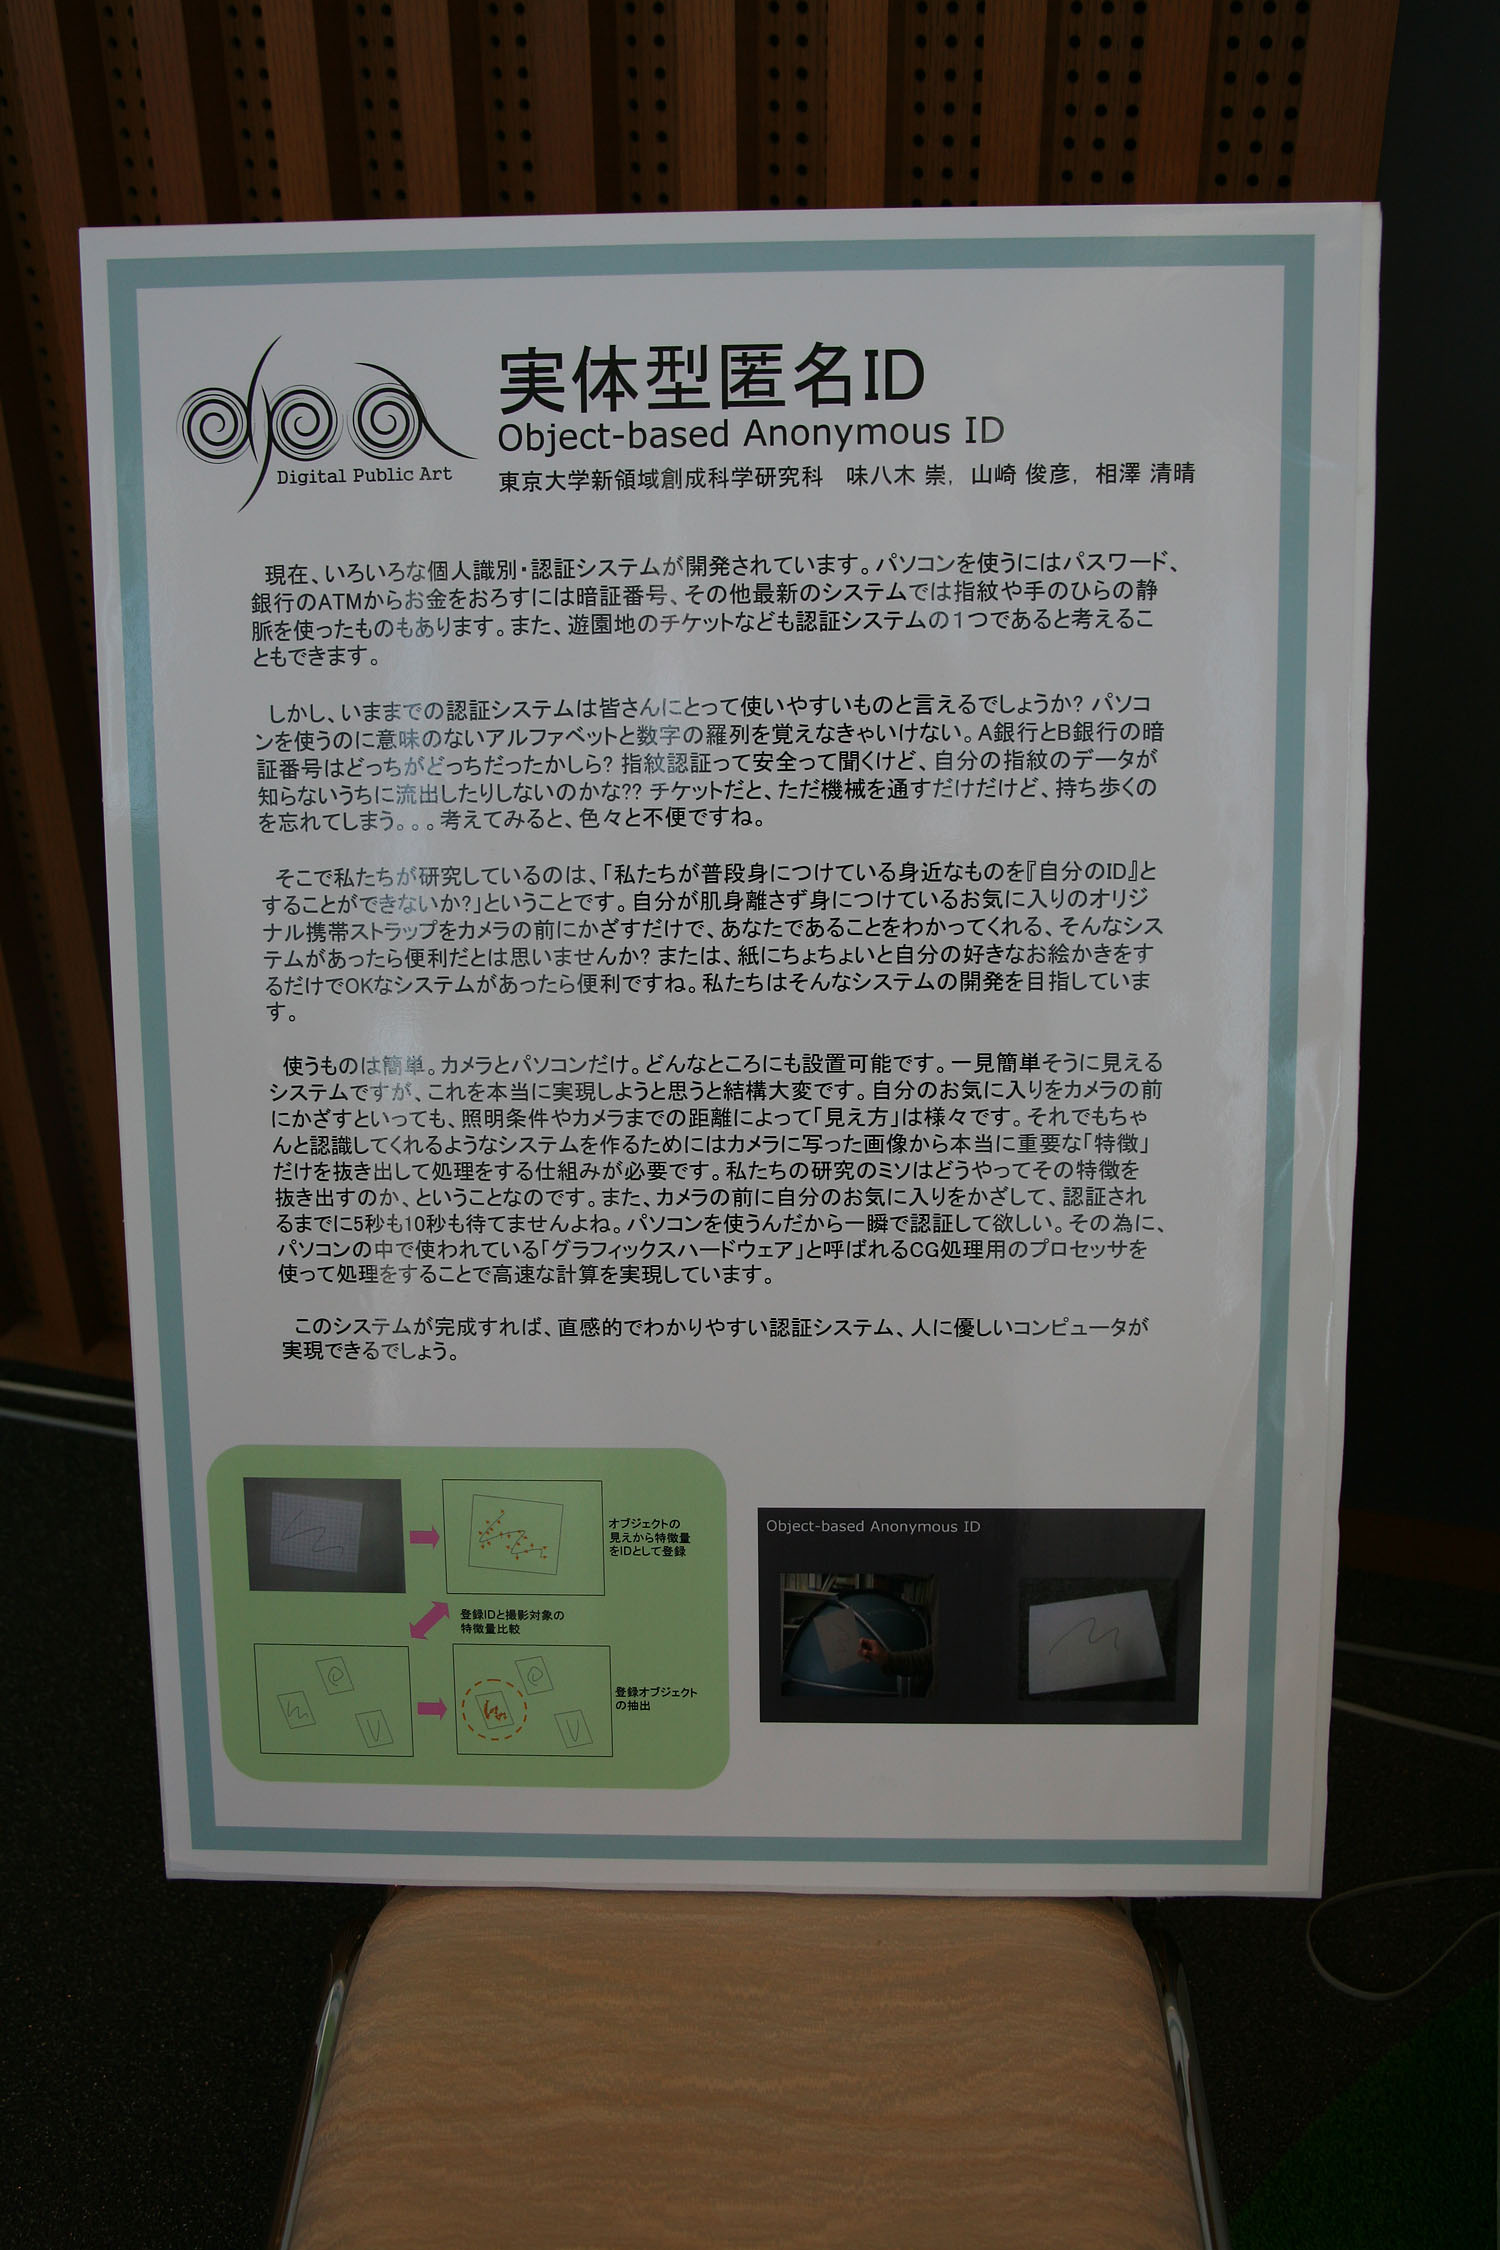 実体型匿名ID
Object-based Anonymous ID
Digital Public Art
東京大学新領域創成科学研究科　味八木 崇, 山崎 俊彦, 相澤 清晴
現在、いろいろな個人識別・認証システムが開発されています。パソコンを使うにはパスワード、
銀行のATMからお金をおろすには暗証番号、その他最新のシステムでは指紋や手のひらの静
脈を使ったものもあります。また、遊園地のチケットなども認証システムの１つであると考えるこ
ともできます。
しかし、いままでの認証システムは皆さんにとって使いやすいものと言えるでしょうか? パソコ
ンを使うのに意味のないアルファベットと数字の羅列を覚えなきゃいけない。A銀行とB銀行の暗
証番号はどっちがどっちだったかしら? 指紋認証って安全って聞くけど、自分の指紋のデータが
知らないうちに流出したりしないのかな?? チケットだと、ただ機械を通すだけだけど、持ち歩くの
を忘れてしまう。。。考えてみると、色々と不便ですね。
そこで私たちが研究しているのは、「私たちが普段身につけている身近なものを『自分のID』と
することができないか?」ということです。自分が肌身離さず身につけているお気に入りのオリジ
ナル携帯ストラップをカメラの前にかざすだけで、あなたであることをわかってくれる、そんなシス
テムがあったら便利だとは思いませんか? または、紙にちょちょいと自分の好きなお絵かきをす
るだけでOKなシステムがあったら便利ですね。私たちはそんなシステムの開発を目指していま
す。
使うものは簡単。カメラとパソコンだけ。どんなところにも設置可能です。一見簡単そうに見える
システムですが、これを本当に実現しようと思うと結構大変です。自分のお気に入りをカメラの前
にかざすといっても、照明条件やカメラまでの距離によって「見え方」は様々です。それでもちゃ
んと認識してくれるようなシステムを作るためにはカメラに写った画像から本当に重要な「特徴」
だけを抜き出して処理をする仕組みが必要です。私たちの研究のミソはどうやってその特徴を
抜き出すのか、ということなのです。また、カメラの前に自分のお気に入りをかざして、認証され
るまでに5秒も10秒も待てませんよね。パソコンを使うんだから一瞬で認証して欲しい。その為に、
パソコンの中で使われている「グラフィックスハードウェア」と呼ばれるCG処理用のプロセッサを
使って処理をすることで高速な計算を実現しています。
このシステムが完成すれば、直感的でわかりやすい認証システム、人に優しいコンピュータが
実現できるでしょう。
オブジェクトの
見えから特徴量
をIDとして登録
登録IDと撮影対象の
特徴量比較
登録オブジェクト
の抽出
Object-based Anonymous ID